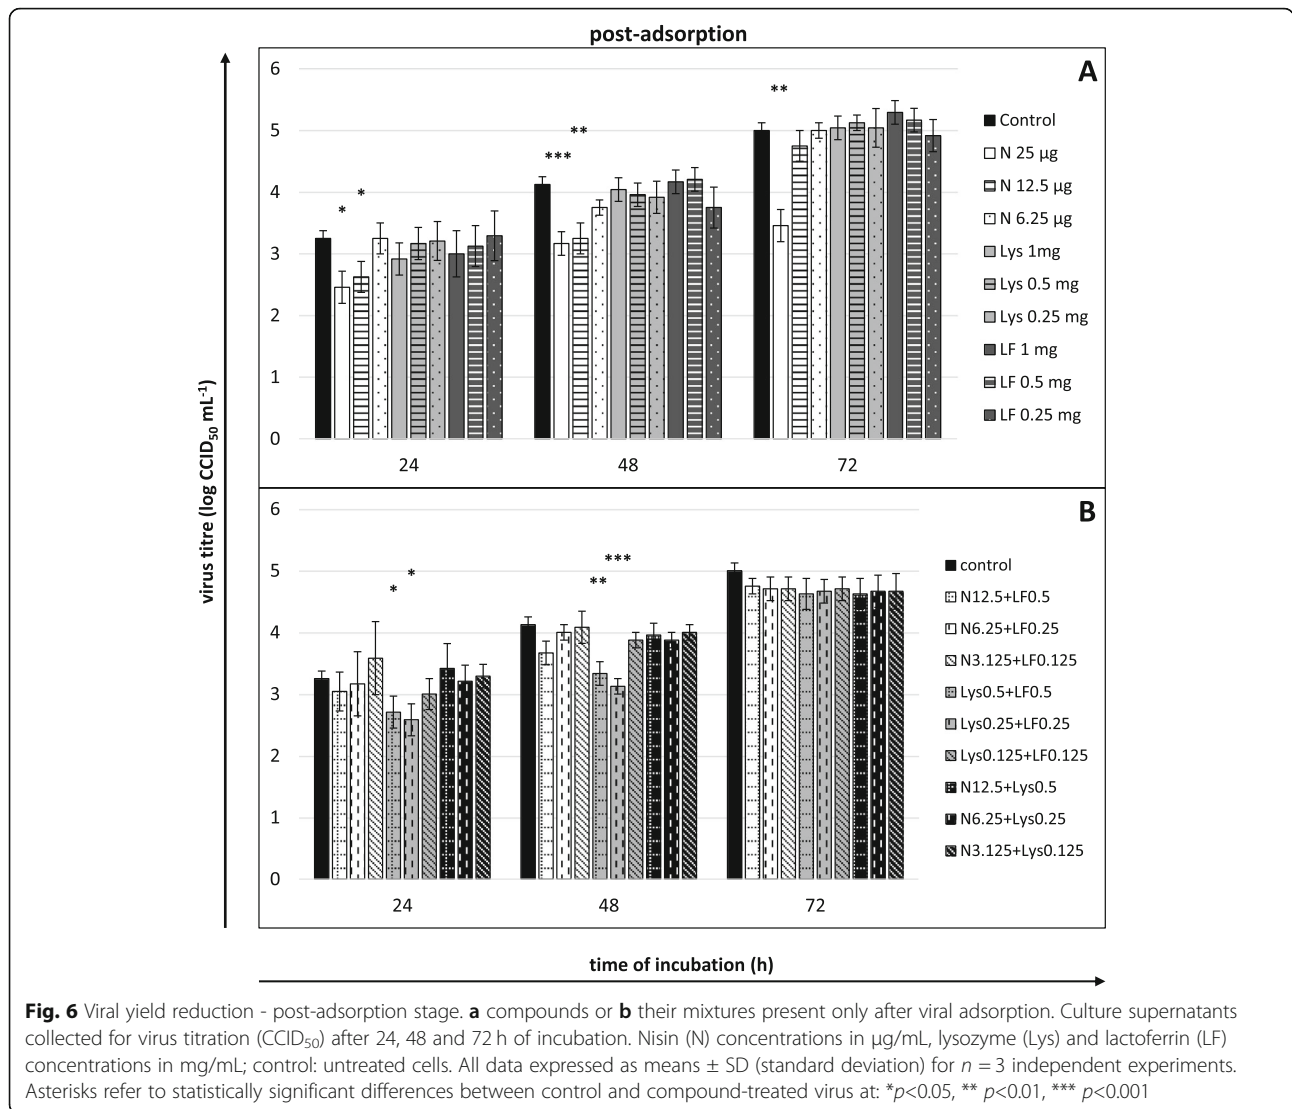 post-adsorption
A
6
5
4
3
2
1
0
* * *** ** **
24 48 72
Control
N 25 µg
N 12.5 µg
N 6.25 µg
Lys 1mg
Lys 0.5 mg
Lys 0.25 mg
LF 1 mg
LF 0.5 mg
LF 0.25 mg
virus titre (log CCID₅₀ mL⁻¹)
B
6
5
4
3
2
1
0
* * ** ***
24 48 72
control
N12.5+LF0.5
N6.25+LF0.25
N3.125+LF0.125
Lys0.5+LF0.5
Lys0.25+LF0.25
Lys0.125+LF0.125
N12.5+Lys0.5
N6.25+Lys0.25
N3.125+Lys0.125
time of incubation (h)
Fig. 6 Viral yield reduction - post-adsorption stage. a compounds or b their mixtures present only after viral adsorption. Culture supernatants
collected for virus titration (CCID₅₀) after 24, 48 and 72 h of incubation. Nisin (N) concentrations in µg/mL, lysozyme (Lys) and lactoferrin (LF)
concentrations in mg/mL; control: untreated cells. All data expressed as means ± SD (standard deviation) for n = 3 independent experiments.
Asterisks refer to statistically significant differences between control and compound-treated virus at: *p<0.05, ** p<0.01, *** p<0.001